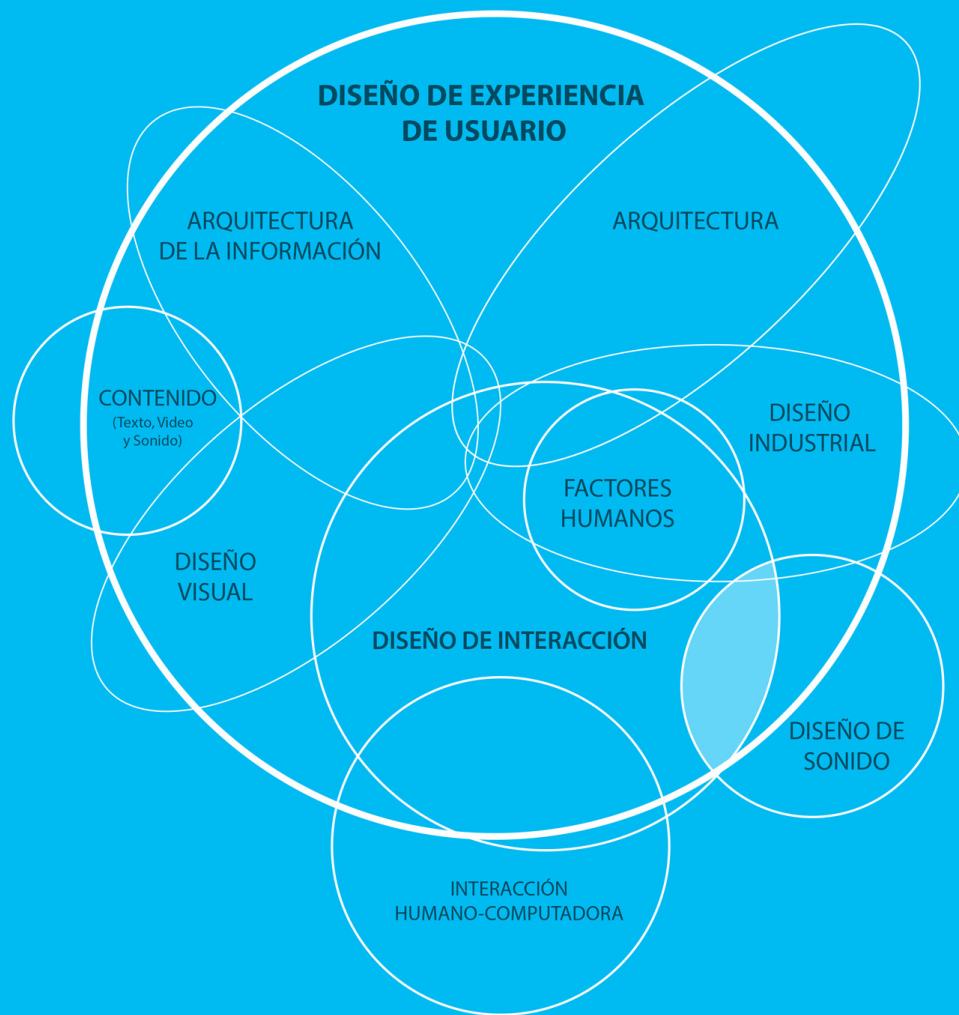 DISEÑO DE EXPERIENCIA
DE USUARIO
ARQUITECTURA
DE LA INFORMACIÓN
ARQUITECTURA
CONTENIDO
(Texto, Video
y Sonido)
DISEÑO
INDUSTRIAL
FACTORES
HUMANOS
DISEÑO
VISUAL
DISEÑO DE INTERACCIÓN
DISEÑO DE
SONIDO
INTERACCIÓN
HUMANO-COMPUTADORA